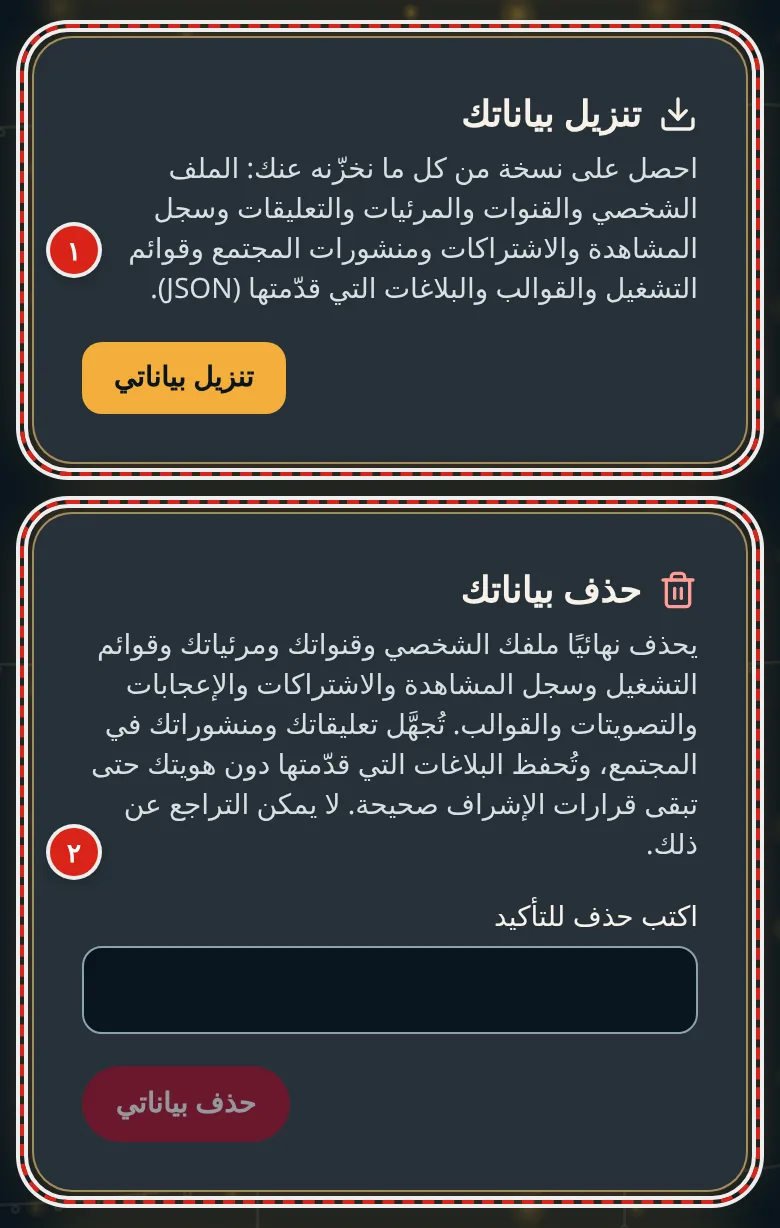 تنزيل بياناتك
احصل على نسخة من كل ما نخزّنه عنك: الملف
الشخصي والقنوات والمرئيات والتعليقات وسجل
المشاهدة والاشتراكات ومنشورات المجتمع وقوائم
التشغيل والقوالب والبلاغات التي قدّمتها (JSON).
١
تنزيل بياناتي
حذف بياناتك
يحذف نهائيًا ملفك الشخصي وقنواتك ومرئياتك وقوائم
التشغيل وسجل المشاهدة والاشتراكات والإعجابات
والتصويتات والقوالب. تُجهَّل تعليقاتك ومنشوراتك في
المجتمع، وتُحفظ البلاغات التي قدّمتها دون هويتك حتى
تبقى قرارات الإشراف صحيحة. لا يمكن التراجع عن
ذلك.
٢
اكتب حذف للتأكيد
حذف بياناتي